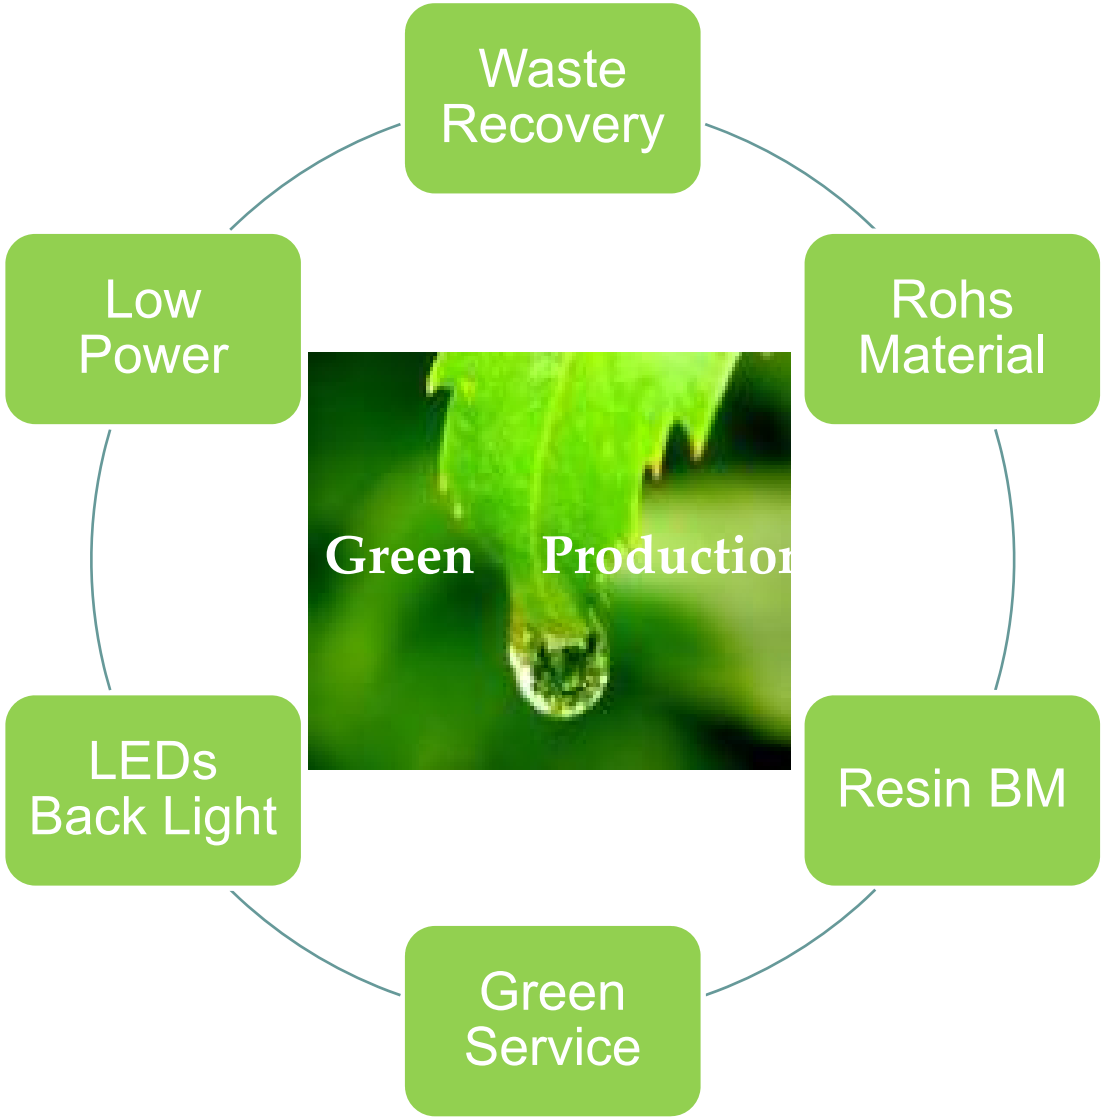 Waste
Recovery
Rohs
Material
Resin BM
Green
Service
LEDs
Back Light
Low
Power
Green Production